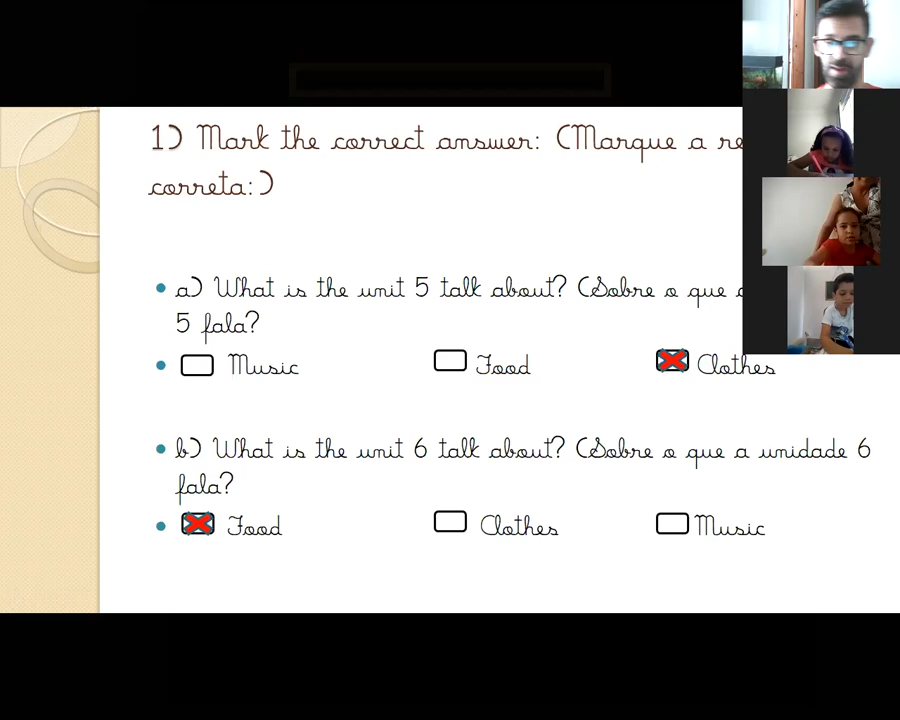 1) Mark the correct answer: (Marque a
correta:)
a) What is the unit 5 talk about? (Sobre o que
5 fala?
Music Food Clothes
b) What is the unit 6 talk about? (Sobre o que a unidade 6
fala?
Food Clothes Music